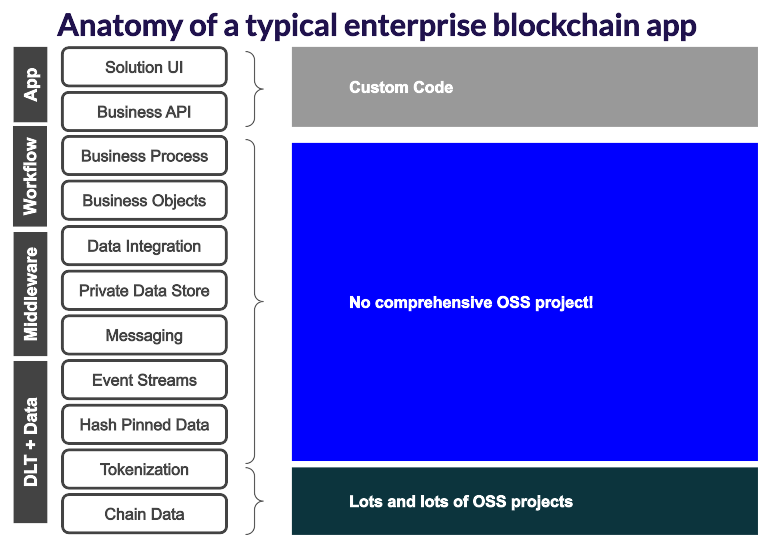 Anatomy of a typical enterprise blockchain app
App
Solution UI
Business API
Custom Code
Workflow
Business Process
Business Objects
Middleware
Data Integration
Private Data Store
Messaging
No comprehensive OSS project!
DLT + Data
Event Streams
Hash Pinned Data
Tokenization
Chain Data
Lots and lots of OSS projects